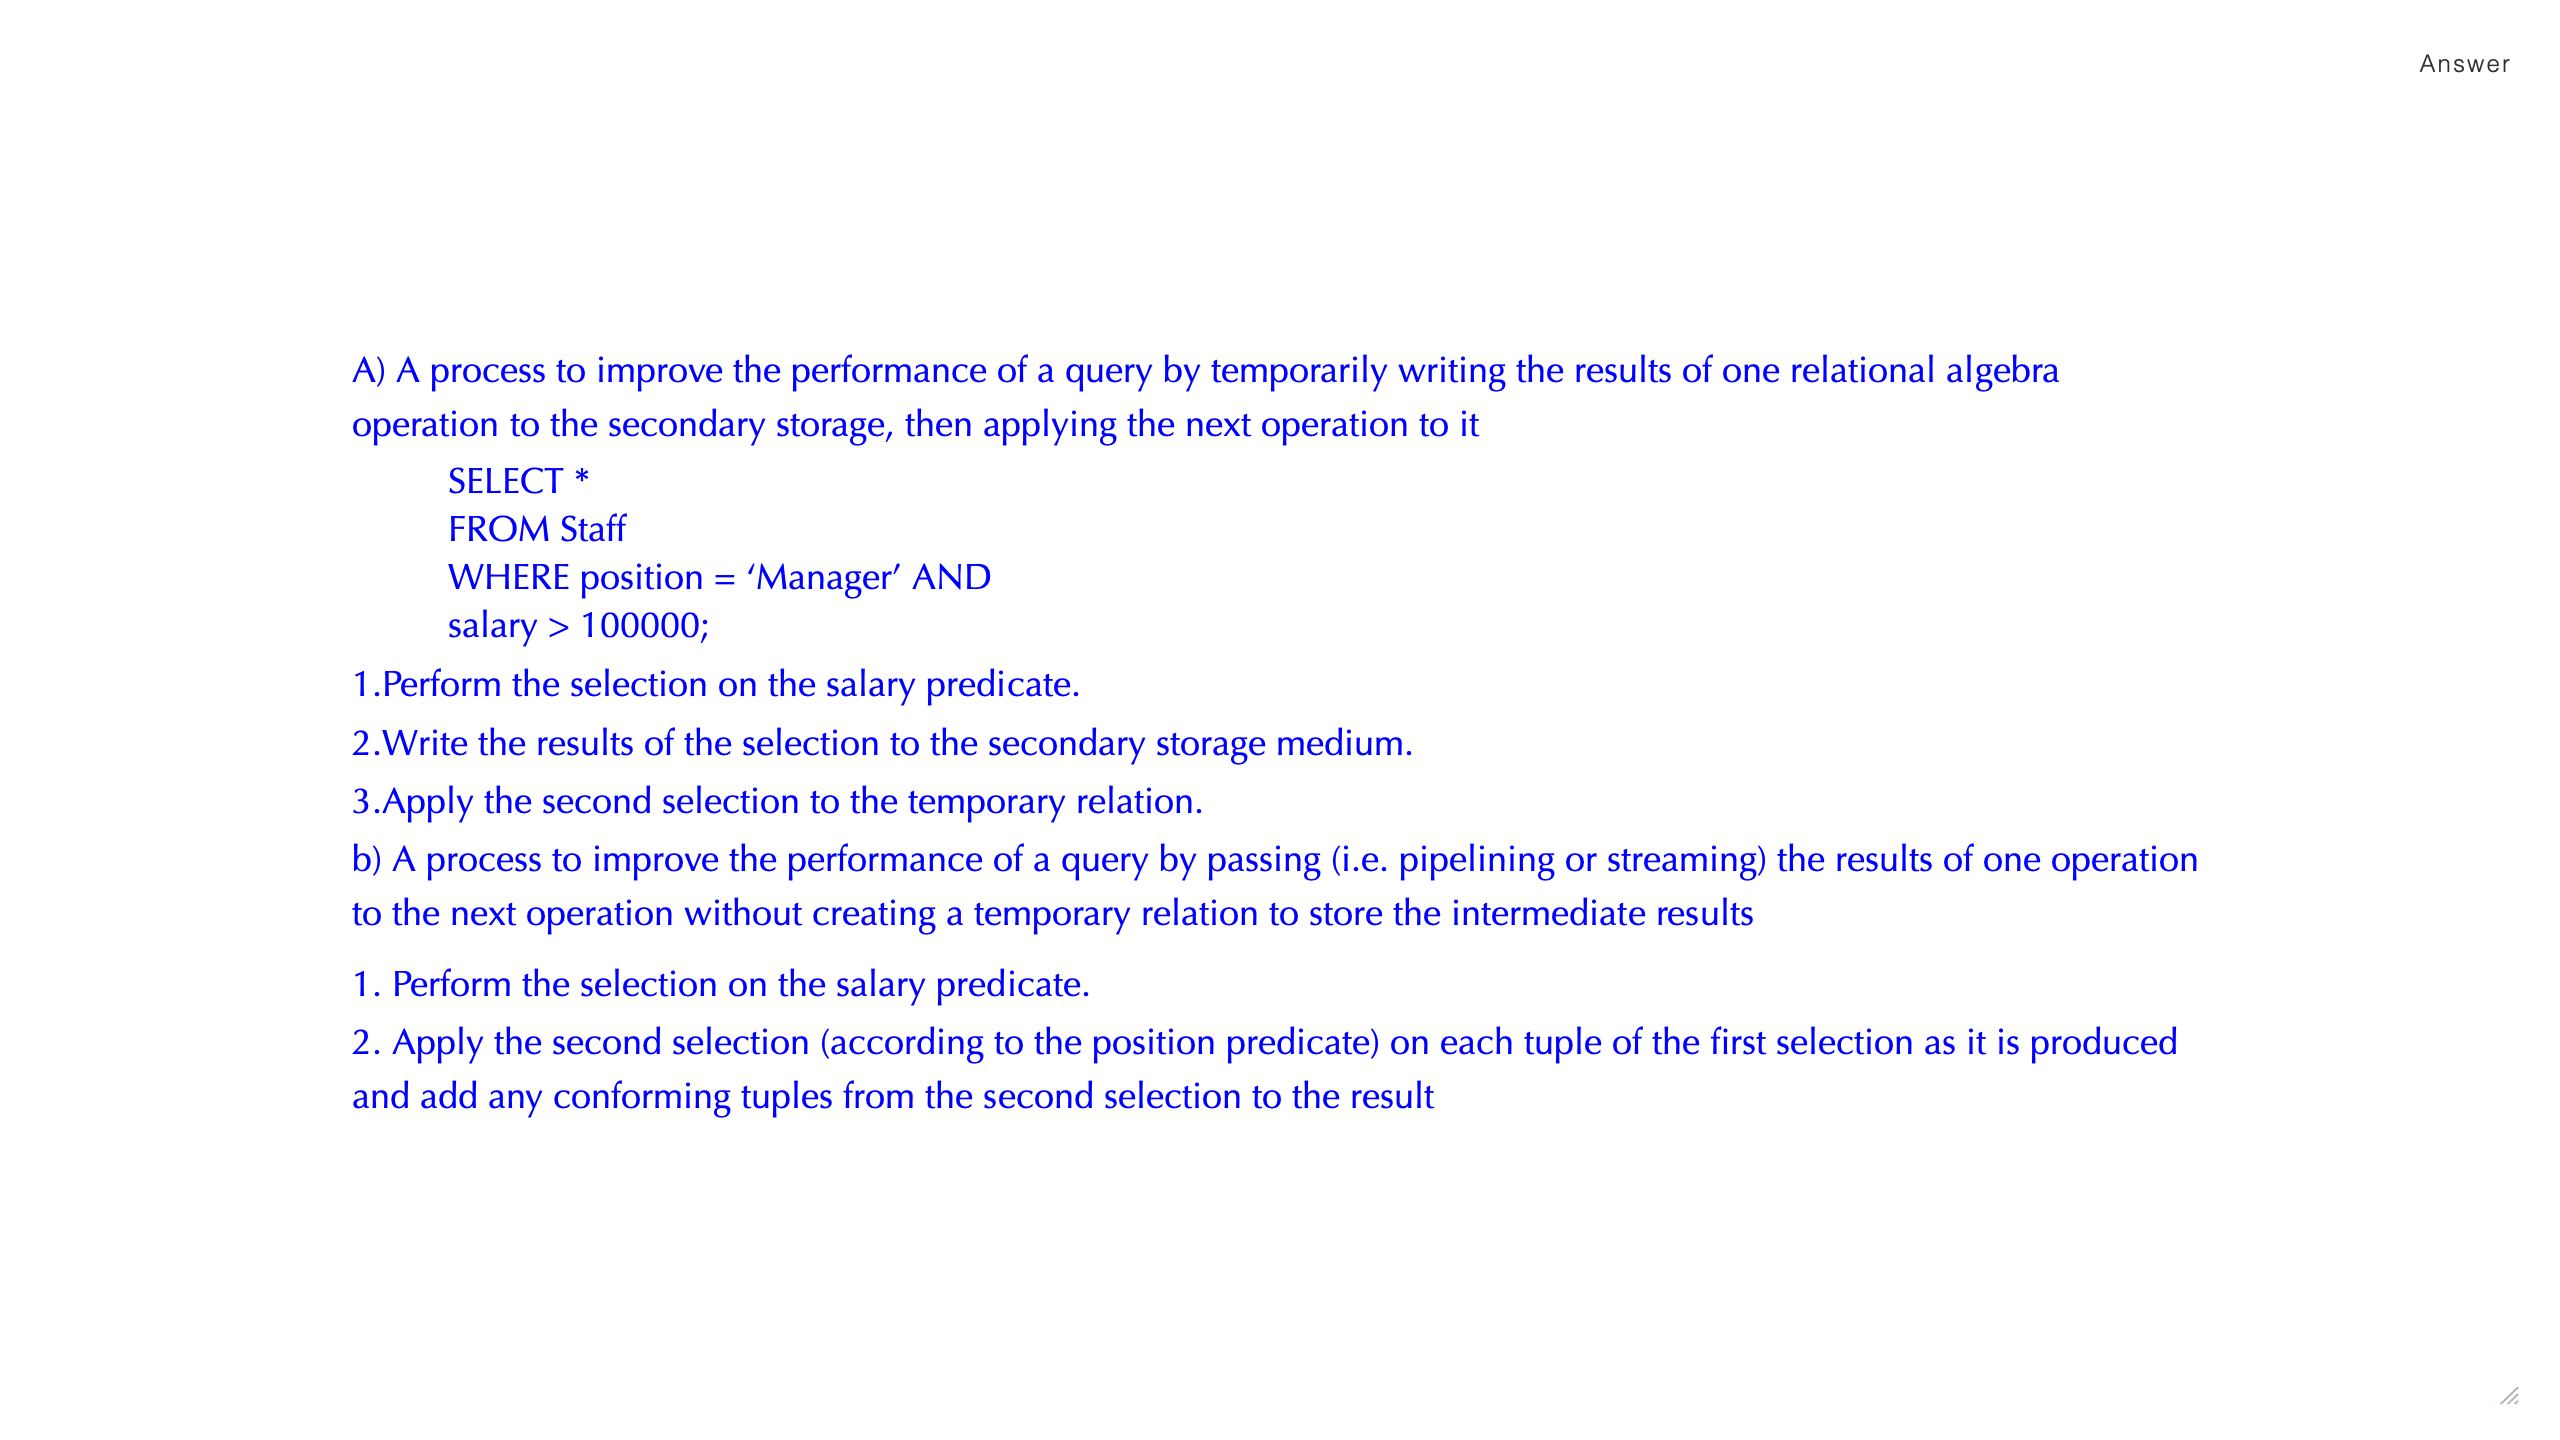 Answer
A) A process to improve the performance of a query by temporarily writing the results of one relational algebra
operation to the secondary storage, then applying the next operation to it
SELECT *
FROM Staff
WHERE position = ‘Manager’ AND
salary > 100000;
1.Perform the selection on the salary predicate.
2.Write the results of the selection to the secondary storage medium.
3.Apply the second selection to the temporary relation.
b) A process to improve the performance of a query by passing (i.e. pipelining or streaming) the results of one operation
to the next operation without creating a temporary relation to store the intermediate results
1. Perform the selection on the salary predicate.
2. Apply the second selection (according to the position predicate) on each tuple of the first selection as it is produced
and add any conforming tuples from the second selection to the result